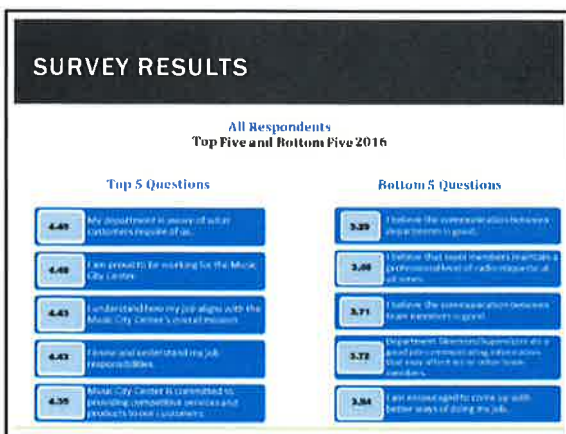 SURVEY RESULTS
All Respondents
Top Five and Bottom Five 2016
Top 5 Questions
My department is aware of what
customers require of us.
I am proud to be working for the Music
City Center.
4.43
I understand how my job aligns with the
Music City Center's overall mission.
4.43
I know and understand my job
responsibilities.
4.39
Music City Center is committed to
providing competitive services and
products to our customers.
Bottom 5 Questions
3.29
I believe the communication between
departments is good.
I believe that team members maintain a
professional level of radio etiquette at
all times.
3.71
I believe the communication between
team members is good.
3.72
Department Directors/Supervisors do a
good job communicating information
that may affect me or other team
members.
3.84
I am encouraged to come up with
better ways of doing my job.